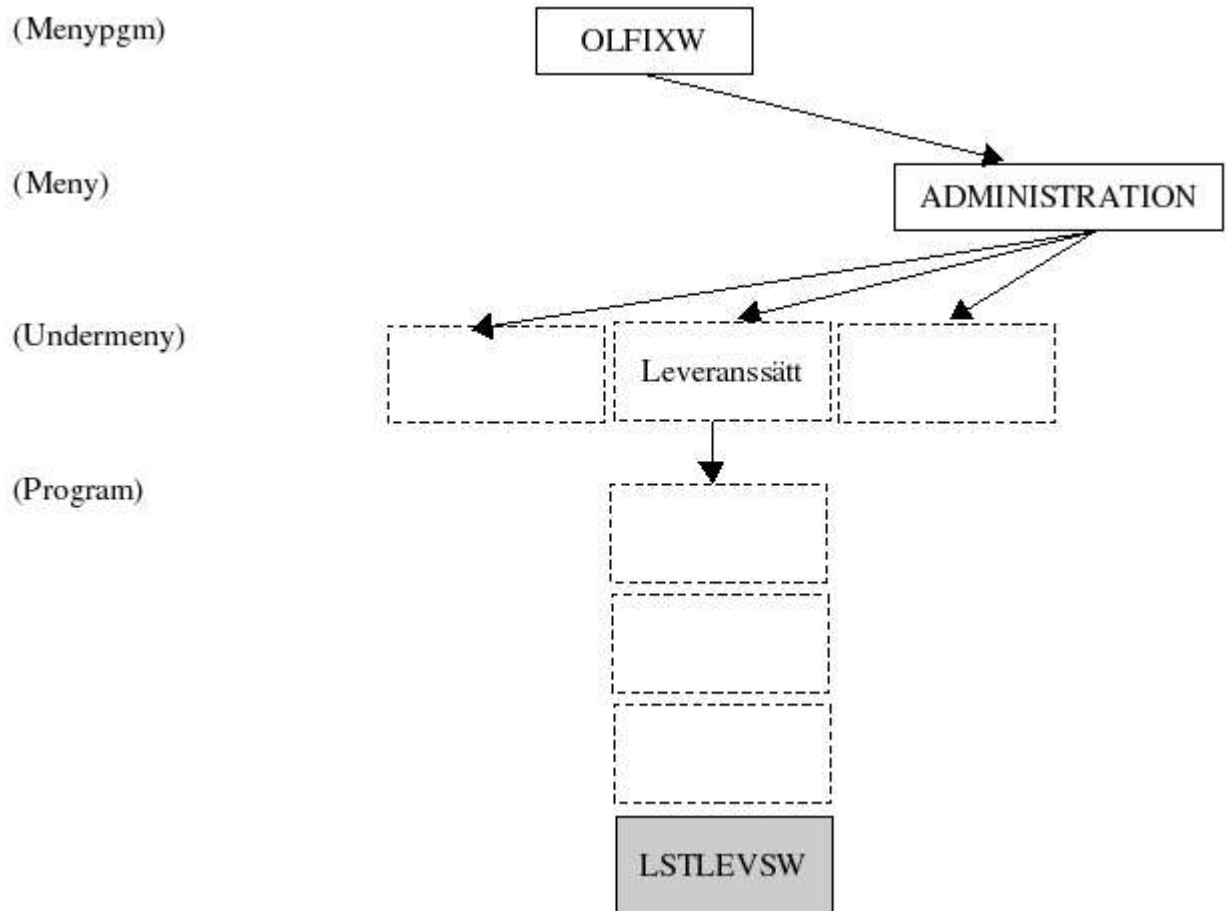 (Menypgm)
OLFIXW
(Meny)
ADMINISTRATION
(Undermeny)
Leveranssätt
(Program)
LSTLEVSW